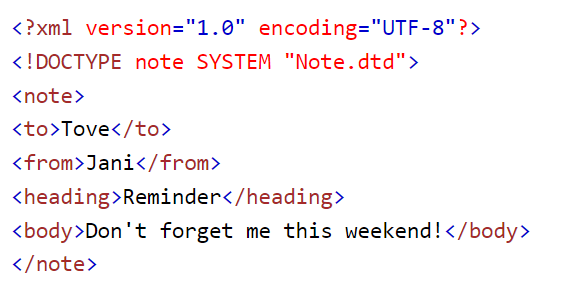 <?xml version="1.0" encoding="UTF-8"?>
<!DOCTYPE note SYSTEM "Note.dtd">
<note>
<to>Tove</to>
<from>Jani</from>
<heading>Reminder</heading>
<body>Don't forget me this weekend!</body>
</note>